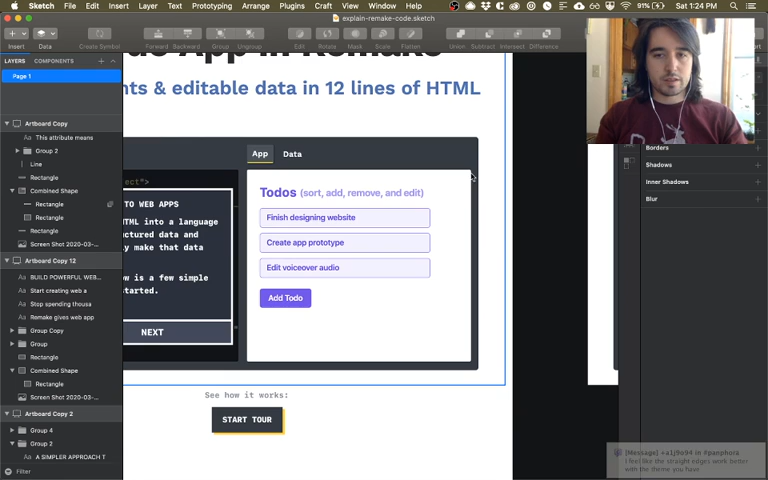 Sketch File Edit Insert Layer Text Prototyping Arrange Plugins Craft View Window Help
91%
Sat 1:24 PM
explain-remake-code.sketch
Insert Data Create Symbol Forward Backward Group Ungroup Edit Rotate Mask Scale Flatten Union Subtract Intersect Difference
LAYERS COMPONENTS
Page 1
Artboard Copy
This attribute means
Group 2
Line
Rectangle
Combined Shape
Rectangle
Rectangle
Rectangle
Screen Shot 2020-03-...
Artboard Copy 12
BUILD POWERFUL WEB...
Start creating web a
Stop spending thousa
Remake gives web app
Group Copy
Group
Rectangle
Combined Shape
Rectangle
Screen Shot 2020-03-...
Artboard Copy 2
Group 4
Group 2
A SIMPLER APPROACH T
Filter
App in Remake
nts & editable data in 12 lines of HTML
App Data
ect">
TO WEB APPS
HTML into a language
uctured data and
ly make that data
ow is a few simple
started.
NEXT
Todos (sort, add, remove, and edit)
Finish designing website
Create app prototype
Edit voiceover audio
Add Todo
See how it works:
START TOUR
Borders
Shadows
Inner Shadows
Blur
I feel like the straight edges work better
with the theme you have